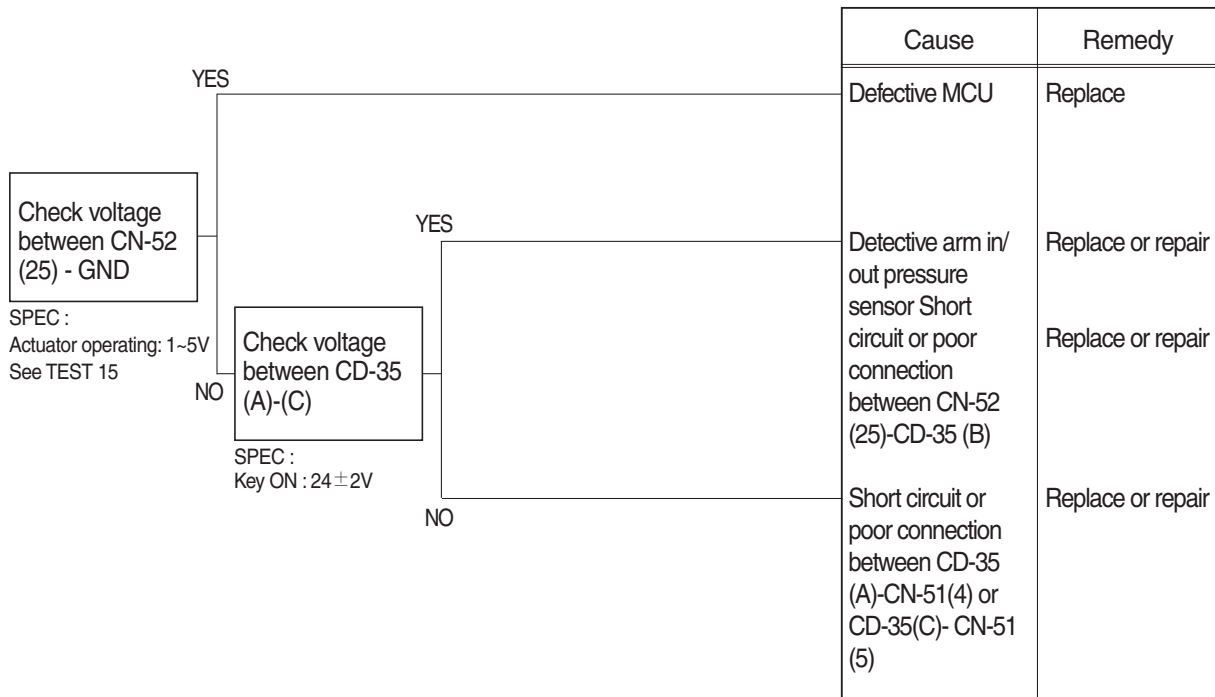 Cause
Remedy
YES
Defective MCU
Replace
Check voltage
between CN-52
(25) - GND
SPEC :
Actuator operating: 1~5V
See TEST 15
YES
Detective arm in/
out pressure
sensor Short
circuit or poor
connection
between CN-52
(25)-CD-35 (B)
Replace or repair
Replace or repair
NO
Check voltage
between CD-35
(A)-(C)
SPEC :
Key ON : 24±2V
NO
Short circuit or
poor connection
between CD-35
(A)-CN-51(4) or
CD-35(C)- CN-51
(5)
Replace or repair